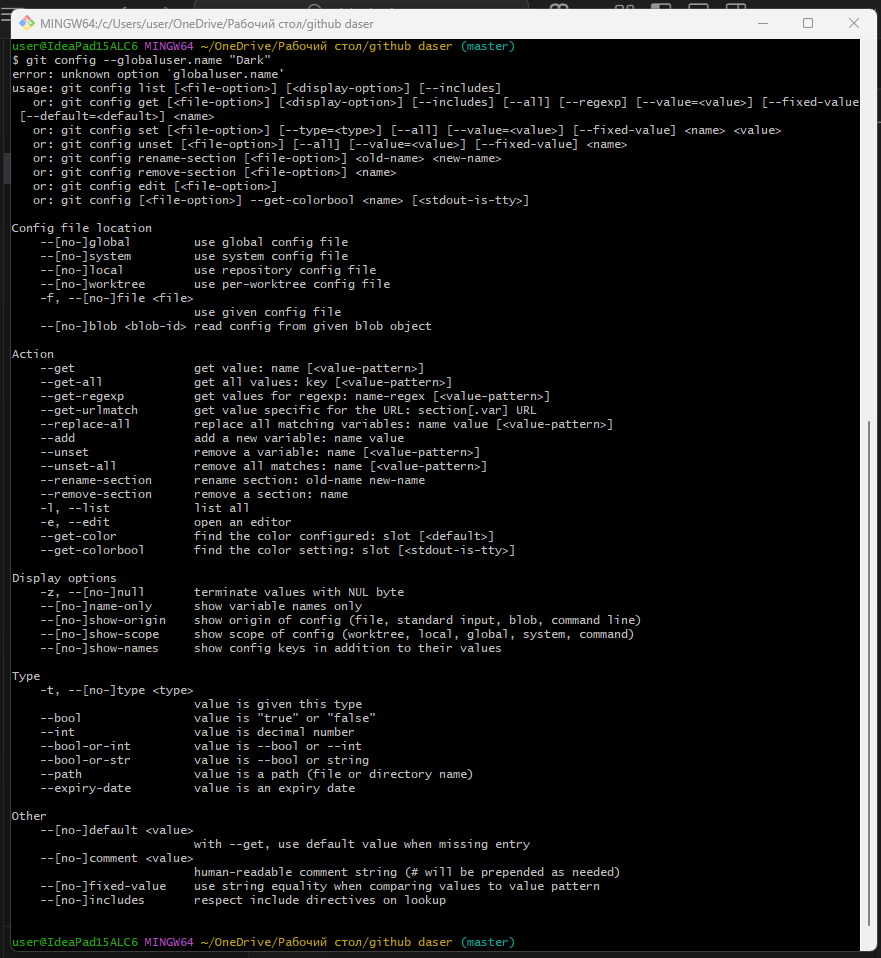 MINGW64:/c/Users/user/OneDrive/Рабочий стол/github daser
user@IdeaPad15ALC6 MINGW64 ~/OneDrive/Рабочий стол/github daser (master)
$ git config --globaluser.name "Dark"
error: unknown option `globaluser.name'
usage: git config list [<file-option>] [<display-option>] [--includes]
   or: git config get [<file-option>] [<display-option>] [--includes] [--all] [--regexp] [--value=<value>] [--fixed-value
 [--default=<default>] <name>
   or: git config set [<file-option>] [--type=<type>] [--all] [--value=<value>] [--fixed-value] <name> <value>
   or: git config unset [<file-option>] [--all] [--value=<value>] [--fixed-value] <name>
   or: git config rename-section [<file-option>] <old-name> <new-name>
   or: git config remove-section [<file-option>] <name>
   or: git config edit [<file-option>]
   or: git config [<file-option>] --get-colorbool <name> [<stdout-is-tty>]

Config file location
    --[no-]global         use global config file
    --[no-]system         use system config file
    --[no-]local          use repository config file
    --[no-]worktree       use per-worktree config file
    -f, --[no-]file <file>
                          use given config file
    --[no-]blob <blob-id> read config from given blob object

Action
    --get                 get value: name [<value-pattern>]
    --get-all             get all values: key [<value-pattern>]
    --get-regexp          get values for regexp: name-regex [<value-pattern>]
    --get-urlmatch        get value specific for the URL: section[.var] URL
    --replace-all         replace all matching variables: name value [<value-pattern>]
    --add                 add a new variable: name value
    --unset               remove a variable: name [<value-pattern>]
    --unset-all           remove all matches: name [<value-pattern>]
    --rename-section      rename section: old-name new-name
    --remove-section      remove a section: name
    -l, --list            list all
    -e, --edit            open an editor
    --get-color           find the color configured: slot [<default>]
    --get-colorbool       find the color setting: slot [<stdout-is-tty>]

Display options
    -z, --[no-]null       terminate values with NUL byte
    --[no-]name-only      show variable names only
    --[no-]show-origin    show origin of config (file, standard input, blob, command line)
    --[no-]show-scope     show scope of config (worktree, local, global, system, command)
    --[no-]show-names     show config keys in addition to their values

Type
    -t, --[no-]type <type>
                          value is given this type
    --bool                value is "true" or "false"
    --int                 value is decimal number
    --bool-or-int         value is --bool or --int
    --bool-or-str         value is --bool or string
    --path                value is a path (file or directory name)
    --expiry-date         value is an expiry date

Other
    --[no-]default <value>
                          with --get, use default value when missing entry
    --[no-]comment <value>
                          human-readable comment string (# will be prepended as needed)
    --[no-]fixed-value    use string equality when comparing values to value pattern
    --[no-]includes       respect include directives on lookup

user@IdeaPad15ALC6 MINGW64 ~/OneDrive/Рабочий стол/github daser (master)